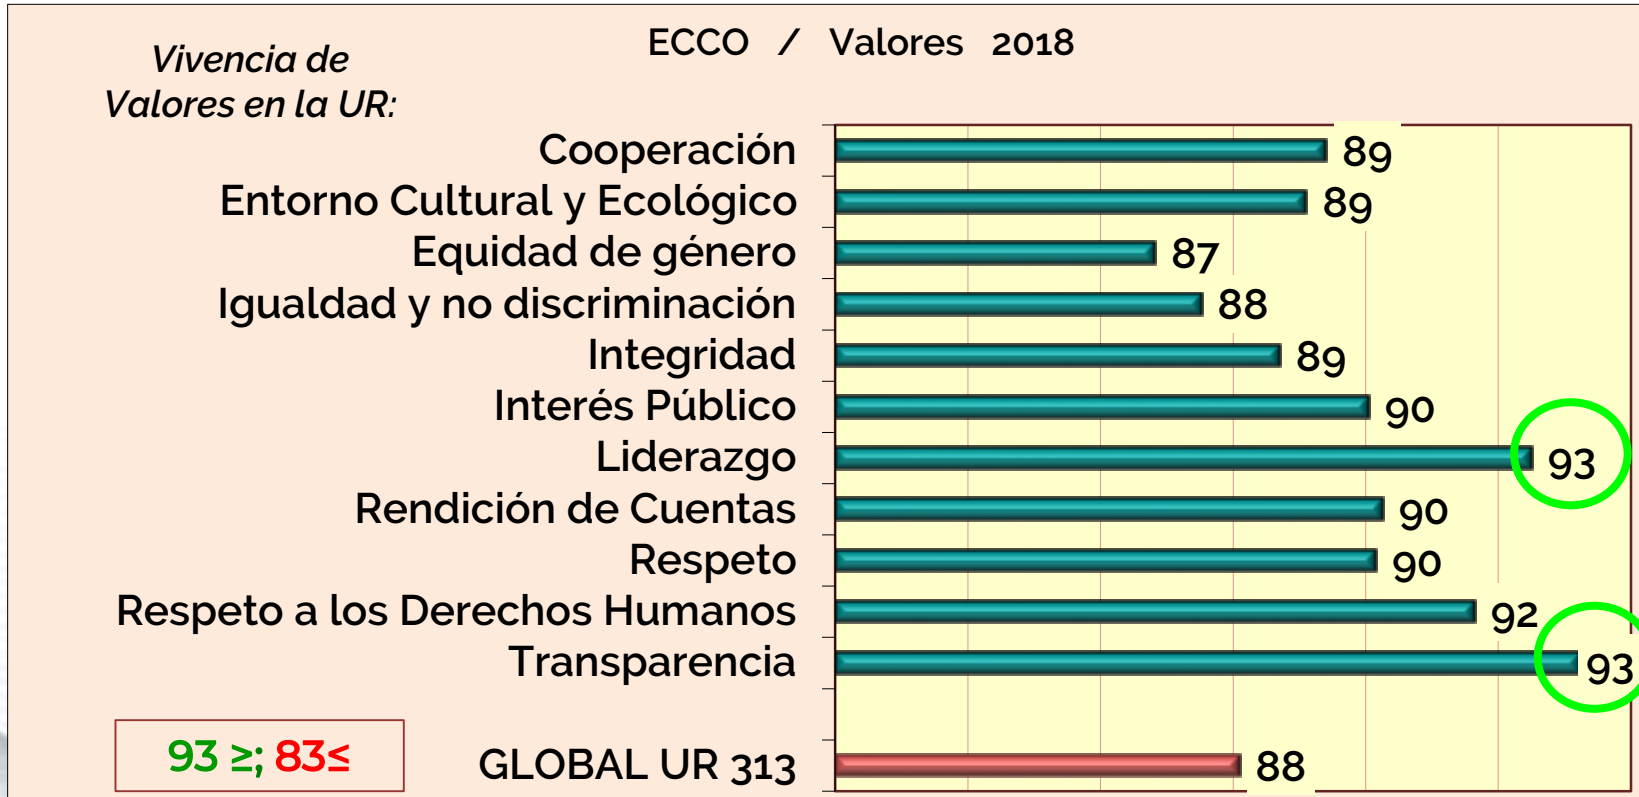 ECCO / Valores 2018
Vivencia de
Valores en la UR:
Cooperación 89
Entorno Cultural y Ecológico 89
Equidad de género 87
Igualdad y no discriminación 88
Integridad 89
Interés Público 90
Liderazgo 93
Rendición de Cuentas 90
Respeto 90
Respeto a los Derechos Humanos 92
Transparencia 93
93 ≥; 83≤
GLOBAL UR 313 88